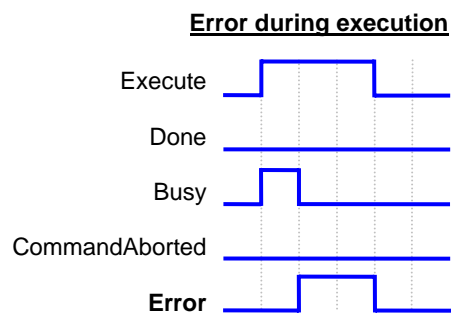 Error during execution
Execute
Done
Busy
CommandAborted
Error